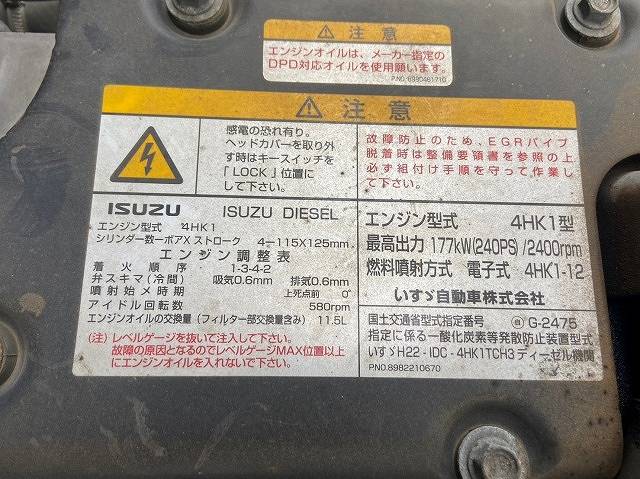 注意
エンジンオイルは、メーカー指定の
DPD対応オイルを使用願います。
P.NO. 8980481710
注意
感電の恐れ有り。
ヘッドカバーを取り外
す時はキースイッチを
「LOCK」位置に
して下さい。
故障防止のため、EGRパイプ
脱着時は整備要領書を参照の上
必ず組付け手順を守って作業し
て下さい。
ISUZU ISUZU DIESEL
エンジン型式 4HK1
シリンダー数ーボアXストローク 4ー115X125mm
エンジン調整表
着火順序 1-3-4-2
弁スキマ(冷間) 吸気0.6mm 排気0.6mm
噴射始メ時期 上死点前 0°
アイドル回転数 580rpm
エンジンオイルの交換量(フィルター部交換量含み) 11.5L
(注)レベルゲージを抜いて注入して下さい。
故障の原因となるのでレベルゲージMAX位置以上
にエンジンオイルを入れないで下さい。
エンジン型式 4HK1型
最高出力 177kW(240PS)/2400rpm
燃料噴射方式 電子式 4HK1-12
いすゞ自動車株式会社
国土交通省型式指定番号 G-2475
指定に係る一酸化炭素等発散防止装置型式
いすゞH22-IDC-4HK1TCH3 ディーゼル機関
P.NO.8982210670